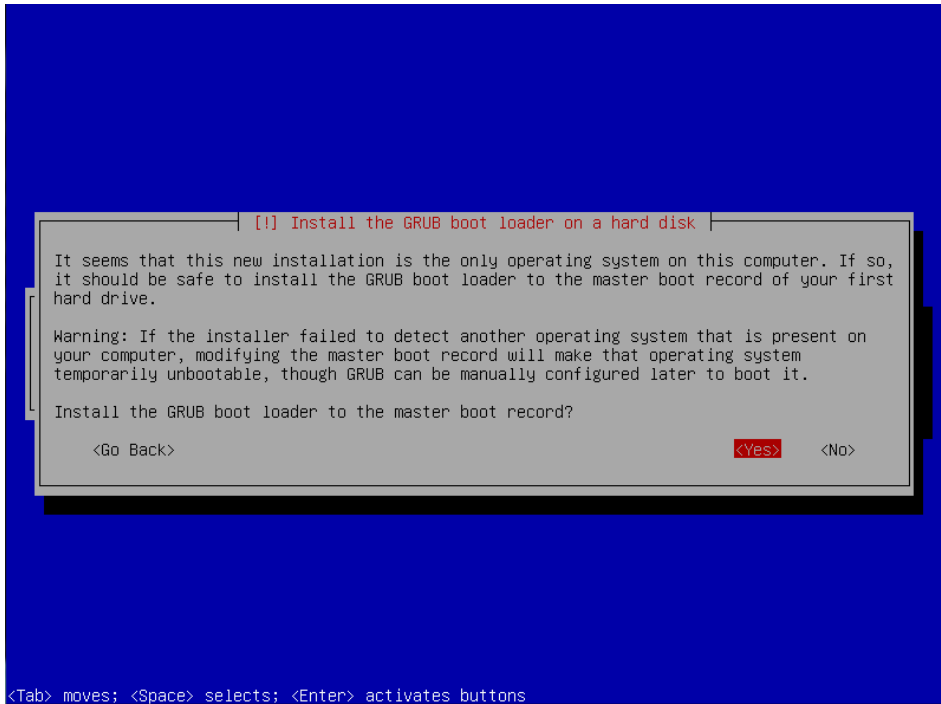 [!] Install the GRUB boot loader on a hard disk
It seems that this new installation is the only operating system on this computer. If so,
it should be safe to install the GRUB boot loader to the master boot record of your first
hard drive.
Warning: If the installer failed to detect another operating system that is present on
your computer, modifying the master boot record will make that operating system
temporarily unbootable, though GRUB can be manually configured later to boot it.
Install the GRUB boot loader to the master boot record?
<Go Back> <Yes> <No>
<Tab> moves; <Space> selects; <Enter> activates buttons